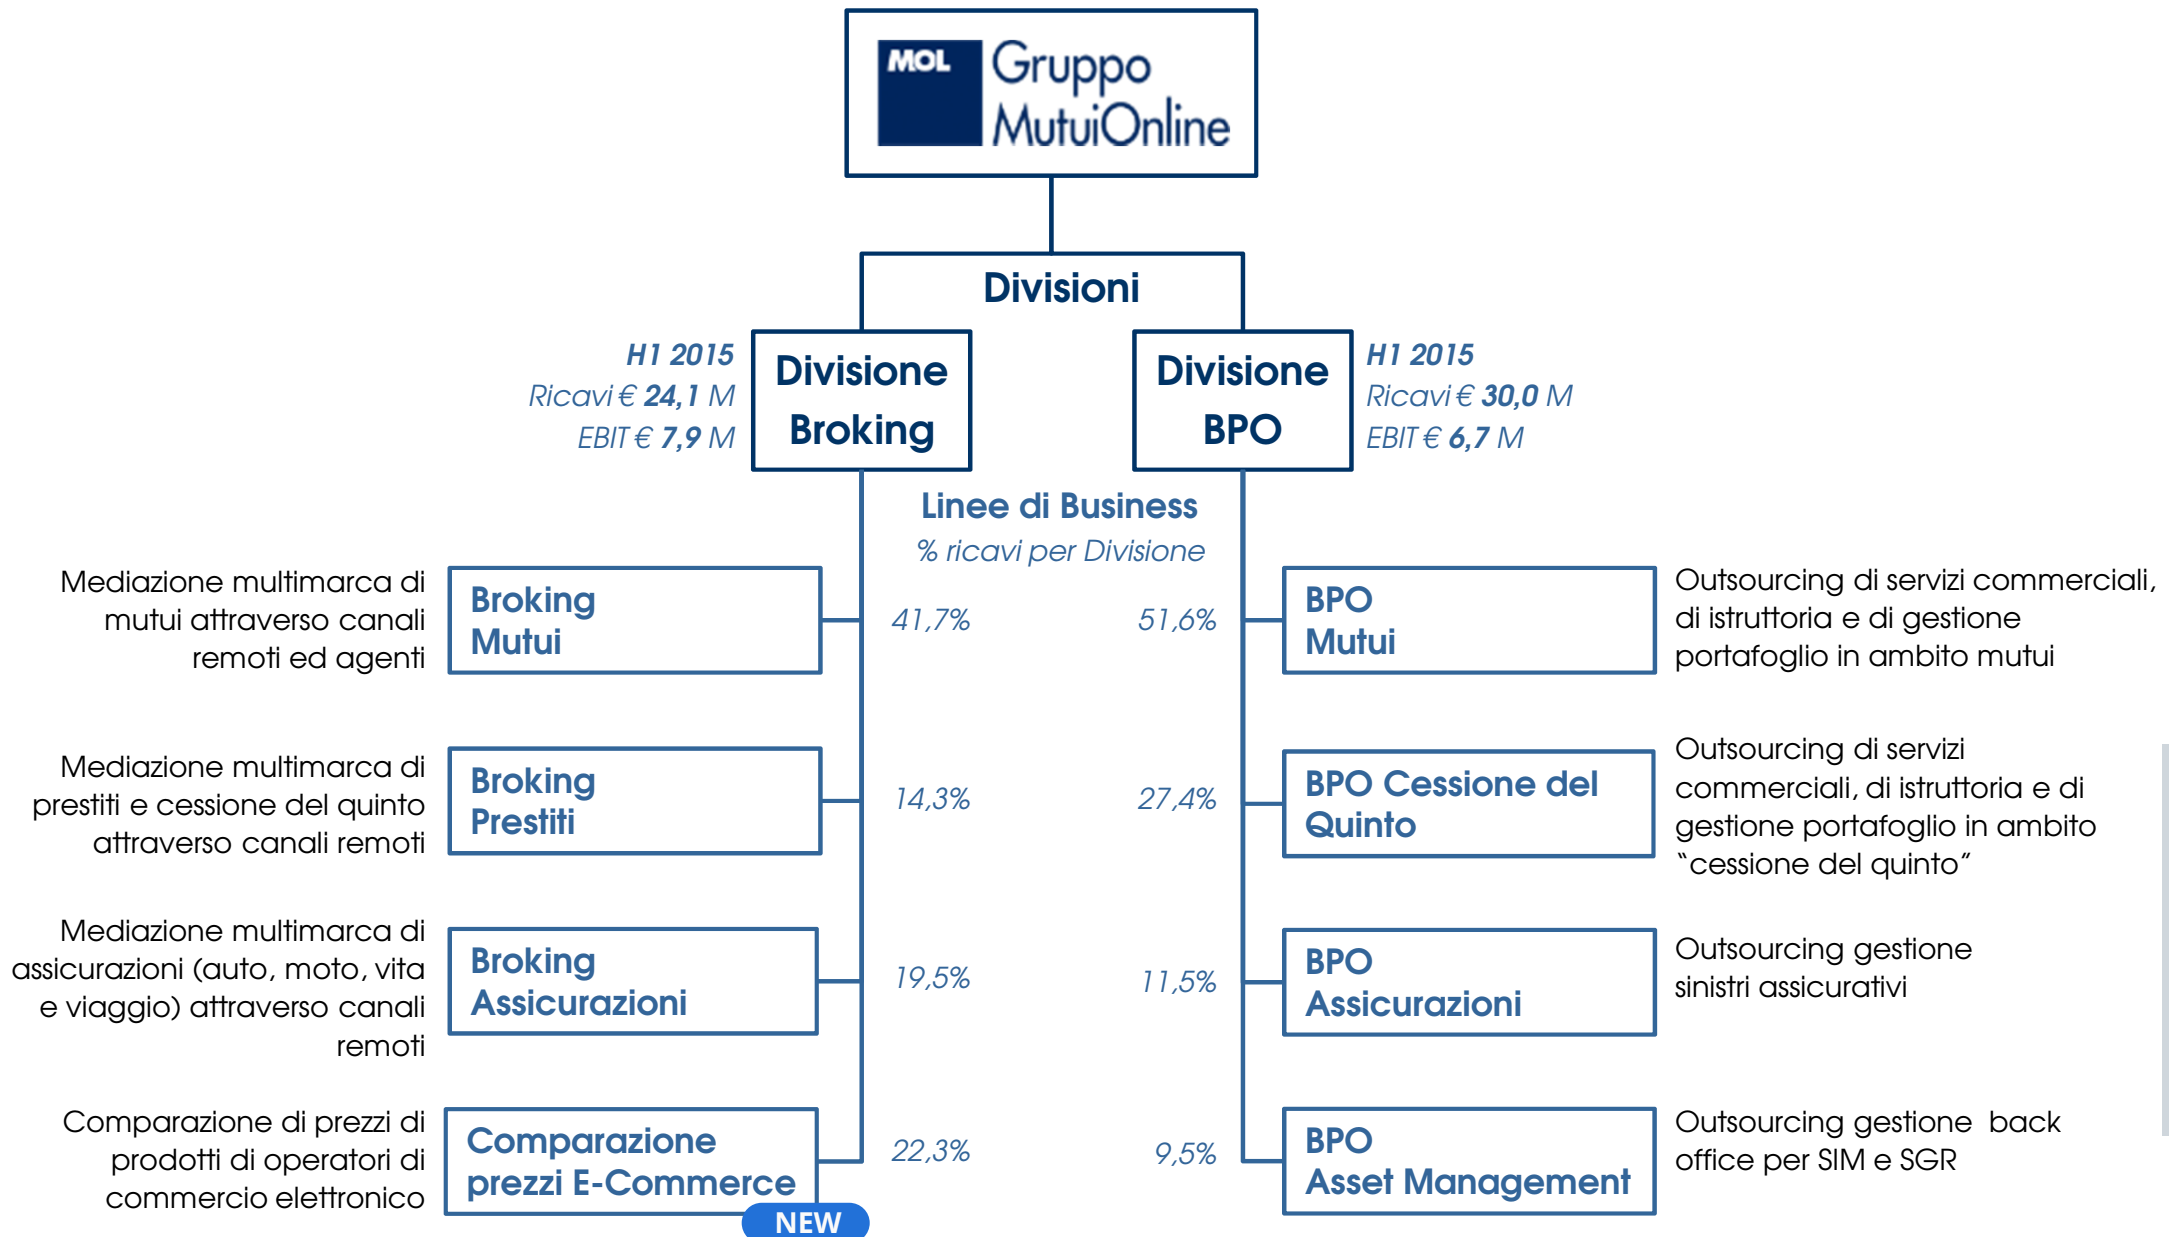 MOL
Gruppo
MutuiOnline
Divisioni
H1 2015
Ricavi € 24,1 M
EBIT € 7,9 M
Divisione
Broking
Divisione
BPO
H1 2015
Ricavi € 30,0 M
EBIT € 6,7 M
Linee di Business
% ricavi per Divisione
Mediazione multimarca di
mutui attraverso canali
remoti ed agenti
Broking
Mutui
41,7%
51,6%
BPO
Mutui
Outsourcing di servizi commerciali,
di istruttoria e di gestione
portafoglio in ambito mutui
Mediazione multimarca di
prestiti e cessione del quinto
attraverso canali remoti
Broking
Prestiti
14,3%
27,4%
BPO Cessione del
Quinto
Outsourcing di servizi
commerciali, di istruttoria e di
gestione portafoglio in ambito
"cessione del quinto"
Mediazione multimarca di
assicurazioni (auto, moto, vita
e viaggio) attraverso canali
remoti
Broking
Assicurazioni
19,5%
11,5%
BPO
Assicurazioni
Outsourcing gestione
sinistri assicurativi
Comparazione di prezzi di
prodotti di operatori di
commercio elettronico
Comparazione
prezzi E-Commerce
NEW
22,3%
9,5%
BPO
Asset Management
Outsourcing gestione back
office per SIM e SGR